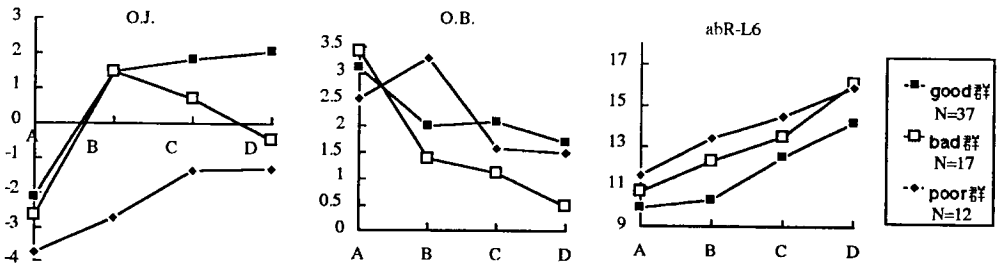 O.J.
3
2
1
0
-1
-2
-3
-4
A
B
C
D
O.B.
3.5
3
2.5
2
1.5
1
0.5
0
A
B
C
D
abR-L6
17
15
13
11
9
A
B
C
D
good群
N=37
bad群
N=17
poor群
N=12